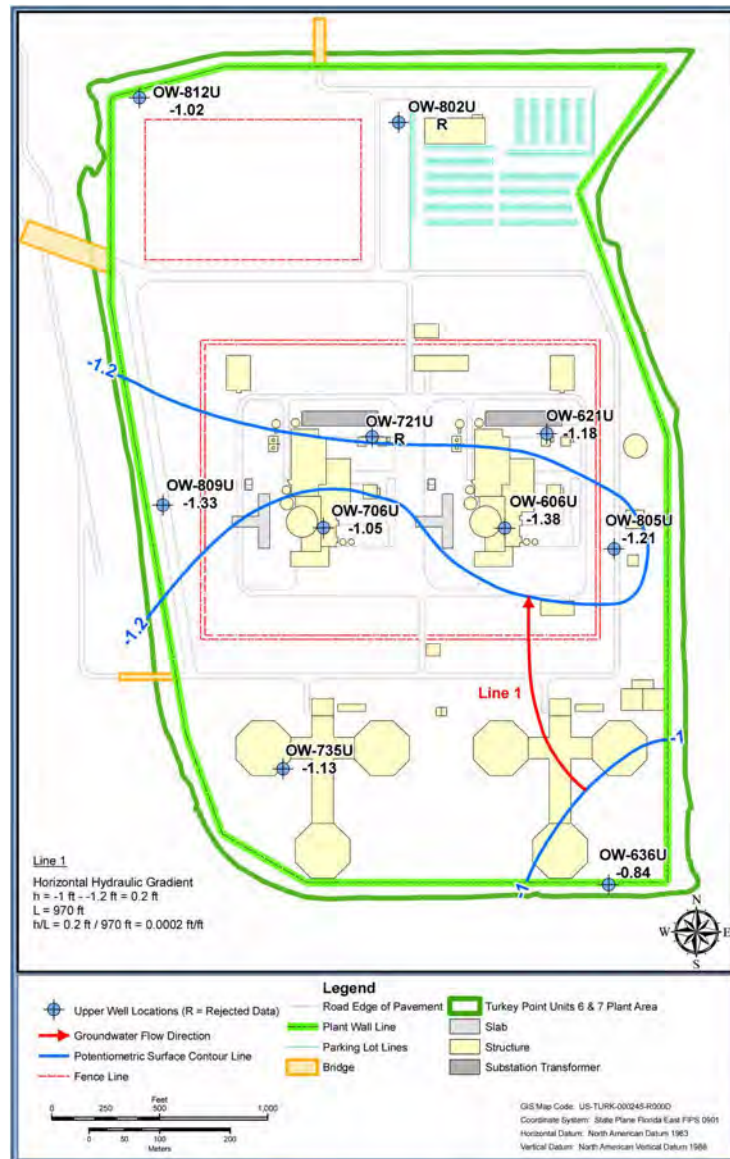 OW-812U
-1.02
OW-802U
R
-1.2
OW-721U
R
OW-621U
-1.18
OW-809U
-1.33
OW-706U
-1.05
OW-606U
-1.38
OW-805U
-1.21
-1.2
Line 1
-1
OW-735U
-1.13
OW-636U
-0.84
-1
Line 1
Horizontal Hydraulic Gradient
h = -1 ft - -1.2 ft = 0.2 ft
L = 970 ft
h/L = 0.2 ft / 970 ft = 0.0002 ft/ft
N
W E
S
Legend
Upper Well Locations (R = Rejected Data)
Groundwater Flow Direction
Potentiometric Surface Contour Line
Fence Line
Road Edge of Pavement
Plant Wall Line
Parking Lot Lines
Bridge
Turkey Point Units 6 & 7 Plant Area
Slab
Structure
Substation Transformer
Feet
0 250 500 1,000
0 50 100 200
Meters
GIS Map Code: US-TURK-000245-R000D
Coordinate System: State Plane Florida East FIPS 0901
Horizontal Datum: North American Datum 1983
Vertical Datum: North American Vertical Datum 1988